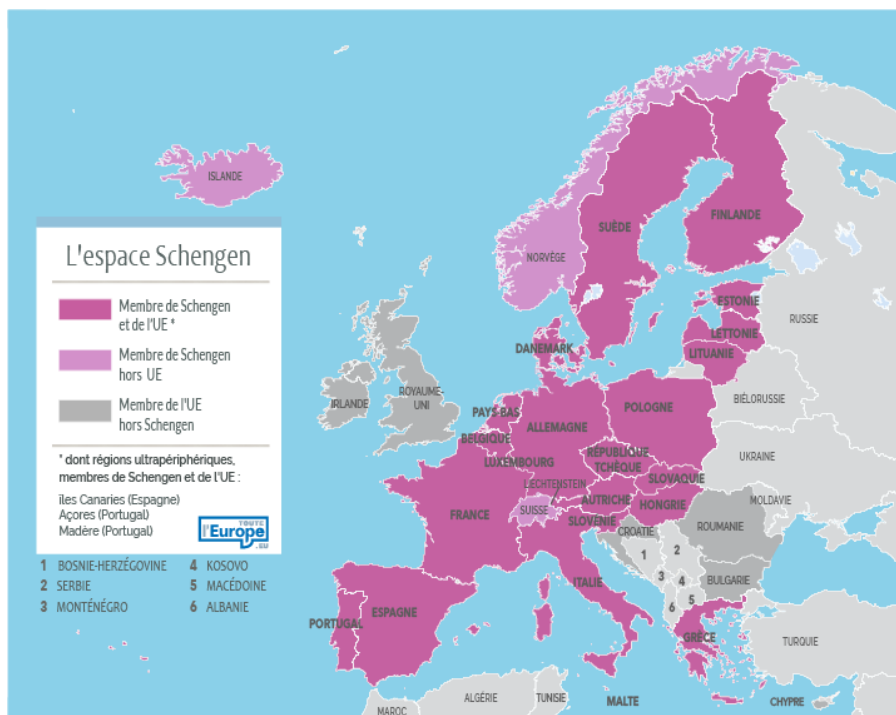 ISLANDE
L'espace Schengen
Membre de Schengen
et de l'UE *
Membre de Schengen
hors UE
Membre de l'UE
hors Schengen
* dont régions ultrapériphériques,
membres de Schengen et de l'UE :
îles Canaries (Espagne)
Açores (Portugal)
Madère (Portugal)
TOUTE
l'Europe
.EU
1 BOSNIE-HERZÉGOVINE
2 SERBIE
3 MONTÉNÉGRO
4 KOSOVO
5 MACÉDOINE
6 ALBANIE
FINLANDE
SUÈDE
NORVÈGE
ESTONIE
RUSSIE
LETTONIE
DANEMARK
LITUANIE
ROYAUME-
UNI
IRLANDE
BIÉLORUSSIE
PAYS-BAS
POLOGNE
ALLEMAGNE
BELGIQUE
RÉPUBLIQUE
TCHÈQUE
UKRAINE
LUXEMBOURG
SLOVAQUIE
LIECHTENSTEIN
AUTRICHE
MOLDAVIE
HONGRIE
SUISSE
FRANCE
SLOVÉNIE
CROATIE
ROUMANIE
1
2
3
4
5
6
BULGARIE
ITALIE
ESPAGNE
PORTUGAL
GRÈCE
TURQUIE
ALGÉRIE
TUNISIE
MALTE
CHYPRE
MAROC